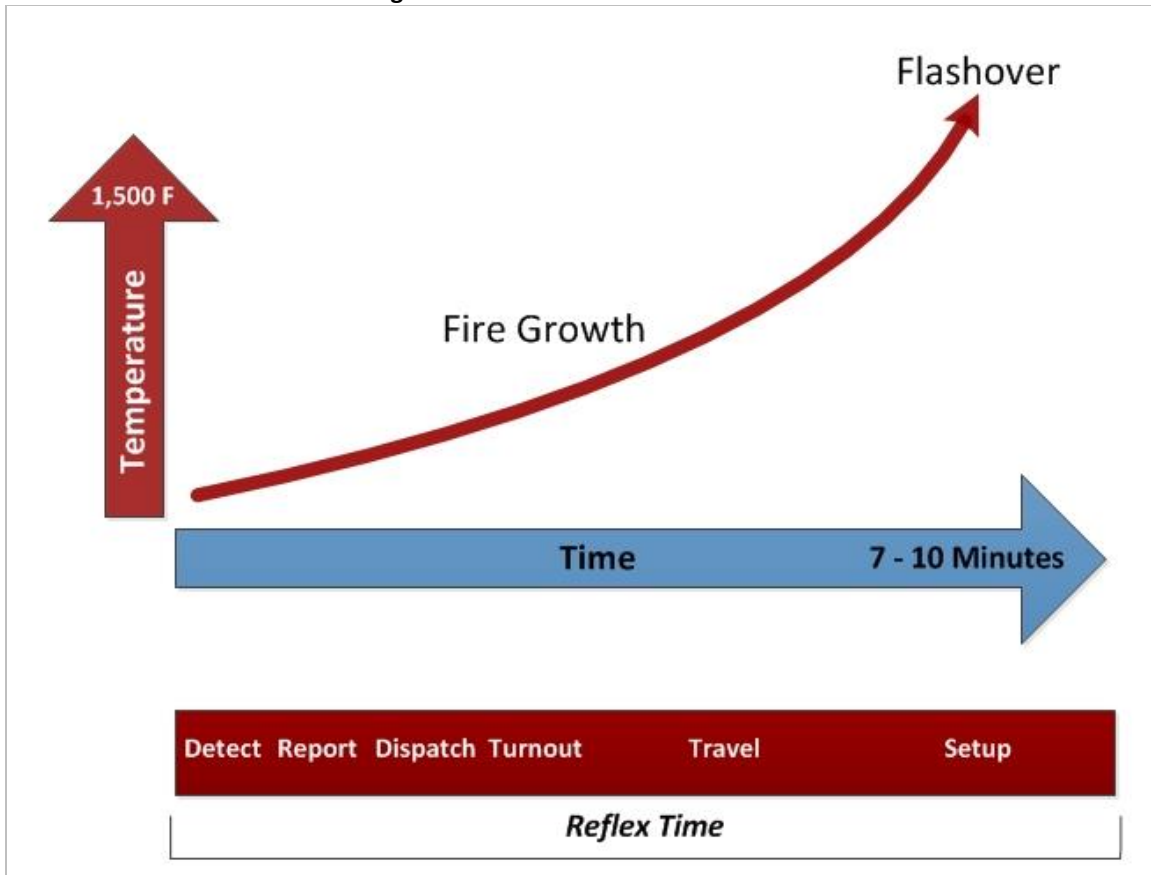 Flashover
1,500 F
Temperature
Fire Growth
Time
7 - 10 Minutes
Detect Report Dispatch Turnout Travel Setup
Reflex Time